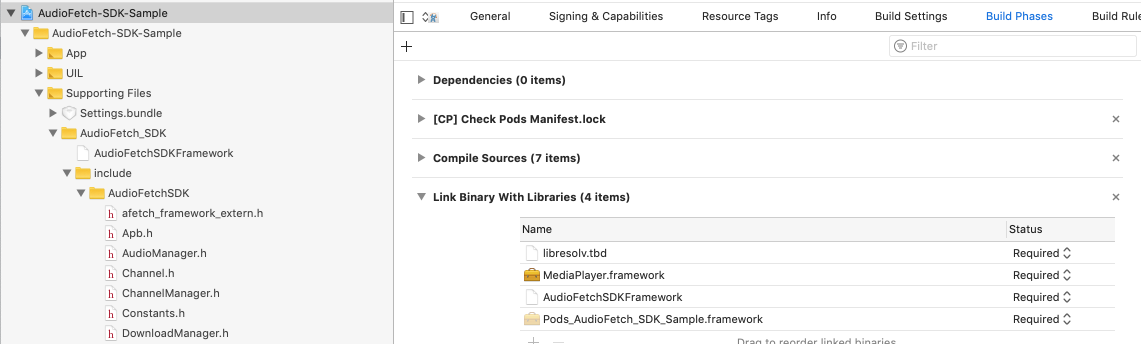 AudioFetch-SDK-Sample
AudioFetch-SDK-Sample
App
UIL
Supporting Files
Settings.bundle
AudioFetch_SDK
AudioFetchSDKFramework
include
AudioFetchSDK
h afetch_framework_extern.h
h Apb.h
h AudioManager.h
h Channel.h
h ChannelManager.h
h Constants.h
h DownloadManager.h
General Signing & Capabilities Resource Tags Info Build Settings Build Phases Build Rule
Filter
Dependencies (0 items)
[CP] Check Pods Manifest.lock
Compile Sources (7 items)
Link Binary With Libraries (4 items)
Name Status
libresolv.tbd Required
MediaPlayer.framework Required
AudioFetchSDKFramework Required
Pods_AudioFetch_SDK_Sample.framework Required
Drag to reorder linked binaries